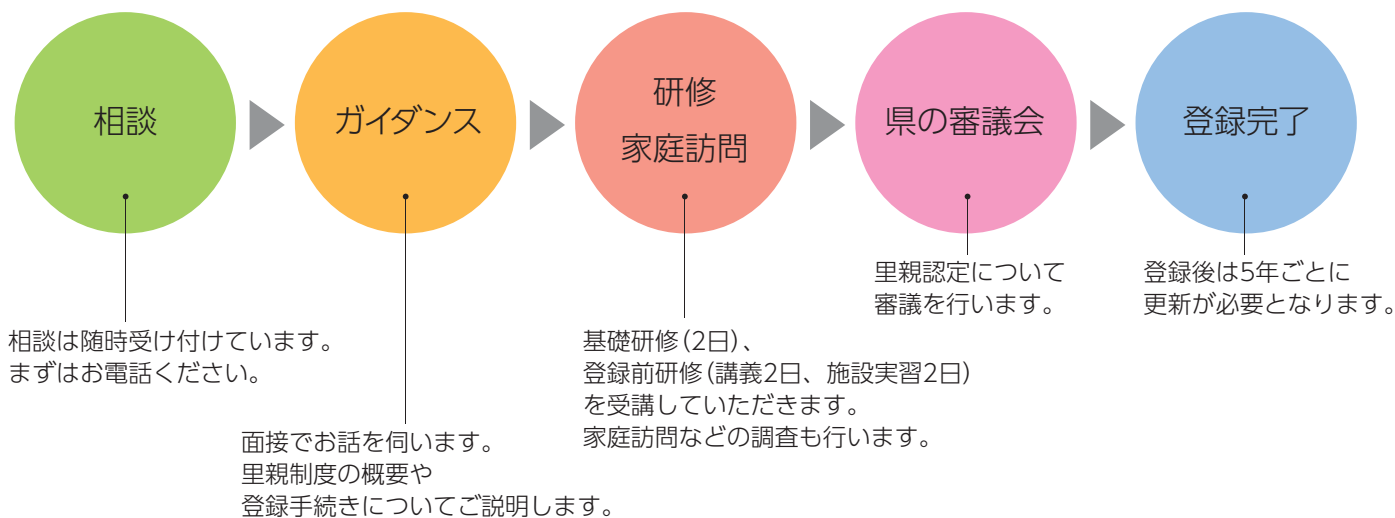 相談
ガイダンス
研修
家庭訪問
県の審議会
登録完了
相談は随時受け付けています。
まずはお電話ください。
面接でお話を伺います。
里親制度の概要や
登録手続きについてご説明します。
基礎研修(2日)、
登録前研修(講義2日、施設実習2日)
を受講していただきます。
家庭訪問などの調査も行います。
里親認定について
審議を行います。
登録後は5年ごとに
更新が必要となります。